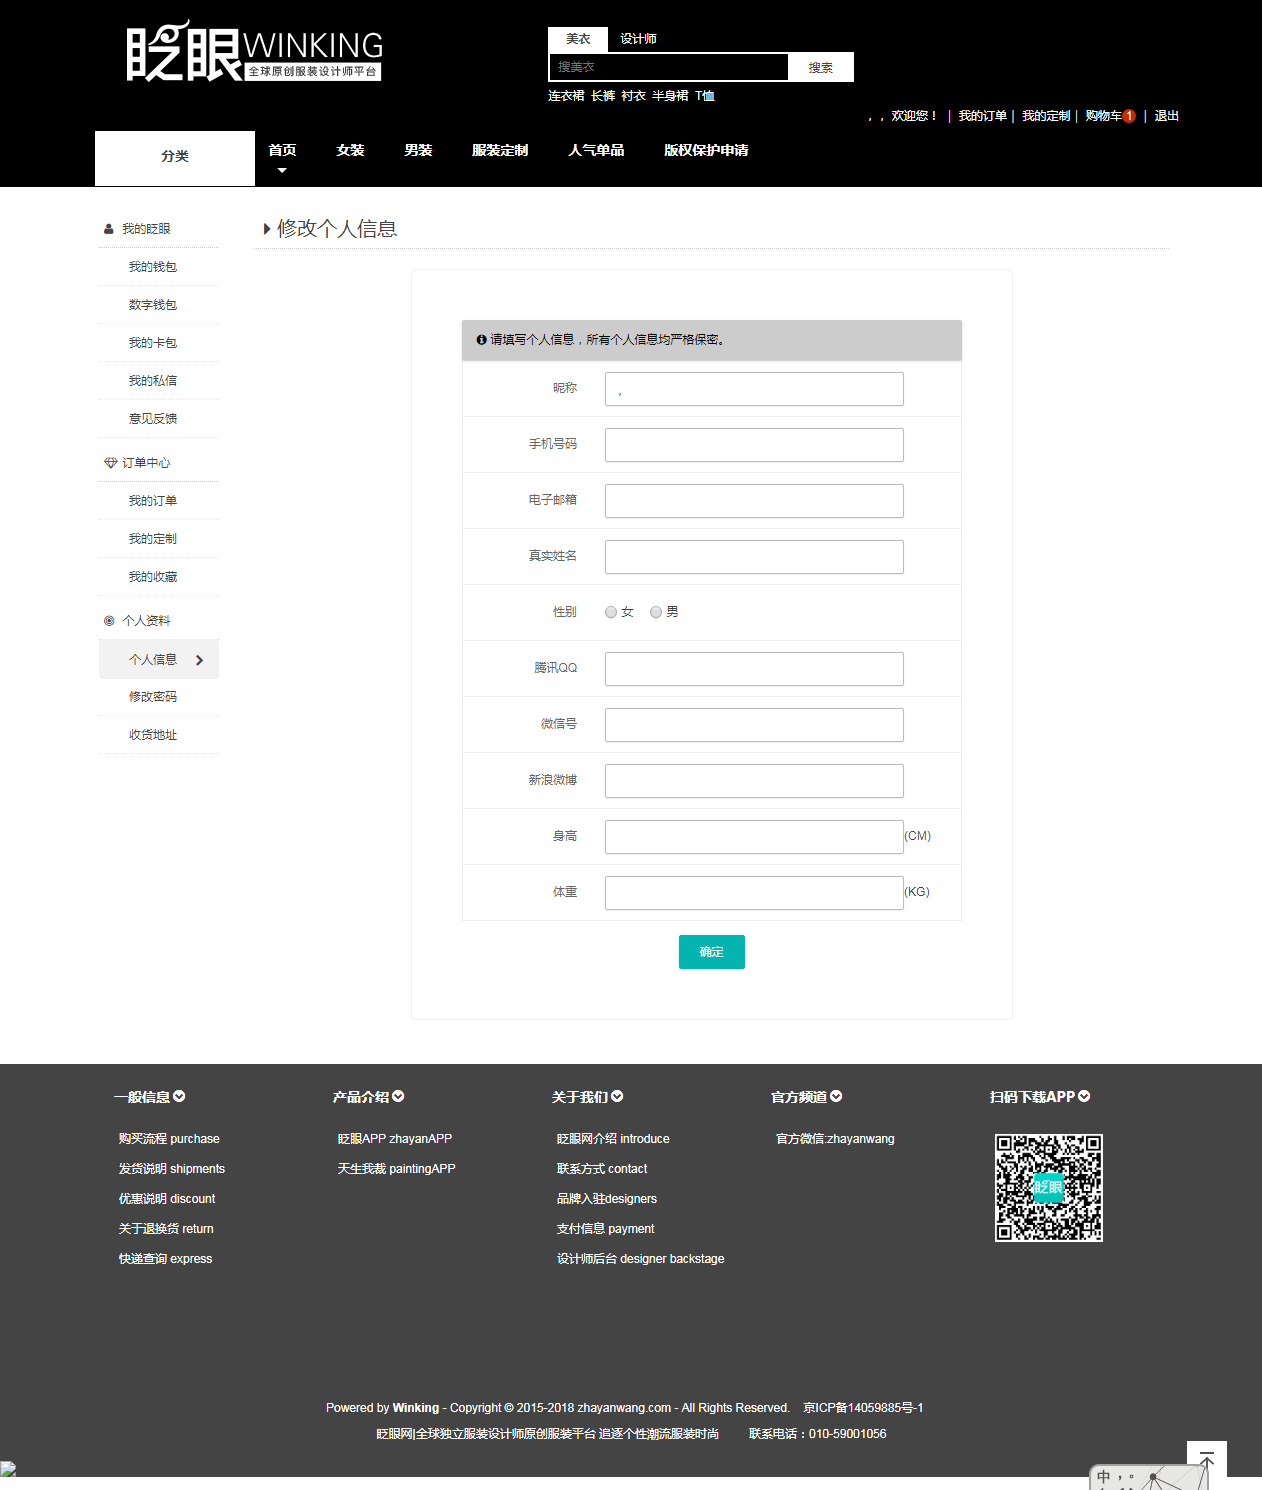 眨眼WINKING
全球原创服装设计师平台
美衣 设计师
搜美衣 搜索
连衣裙 长裤 衬衣 半身裙 T恤
，，欢迎您！ | 我的订单 | 我的定制 | 购物车1 | 退出
分类 首页 女装 男装 服装定制 人气单品 版权保护申请
我的眨眼
我的钱包
数字钱包
我的卡包
我的私信
意见反馈
订单中心
我的订单
我的定制
我的收藏
个人资料
个人信息
修改密码
收货地址
修改个人信息
请填写个人信息，所有个人信息均严格保密。
昵称 ，
手机号码
电子邮箱
真实姓名
性别 女 男
腾讯QQ
微信号
新浪微博
身高 (CM)
体重 (KG)
确定
一般信息
购买流程 purchase
发货说明 shipments
优惠说明 discount
关于退换货 return
快递查询 express
产品介绍
眨眼APP zhayanAPP
天生我裁 paintingAPP
关于我们
眨眼网介绍 introduce
联系方式 contact
品牌入驻designers
支付信息 payment
设计师后台 designer backstage
官方频道
官方微信:zhayanwang
扫码下载APP
眨眼
Powered by Winking - Copyright © 2015-2018 zhayanwang.com - All Rights Reserved. 京ICP备14059885号-1
眨眼网|全球独立服装设计师原创服装平台 追逐个性潮流服装时尚 联系电话：010-59001056
中 ，。